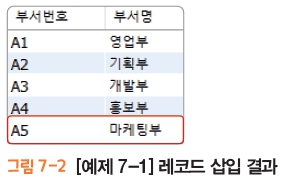 부서번호 부서명
A1 영업부
A2 기획부
A3 개발부
A4 홍보부
A5 마케팅부
그림 7-2 [예제 7-1] 레코드 삽입 결과